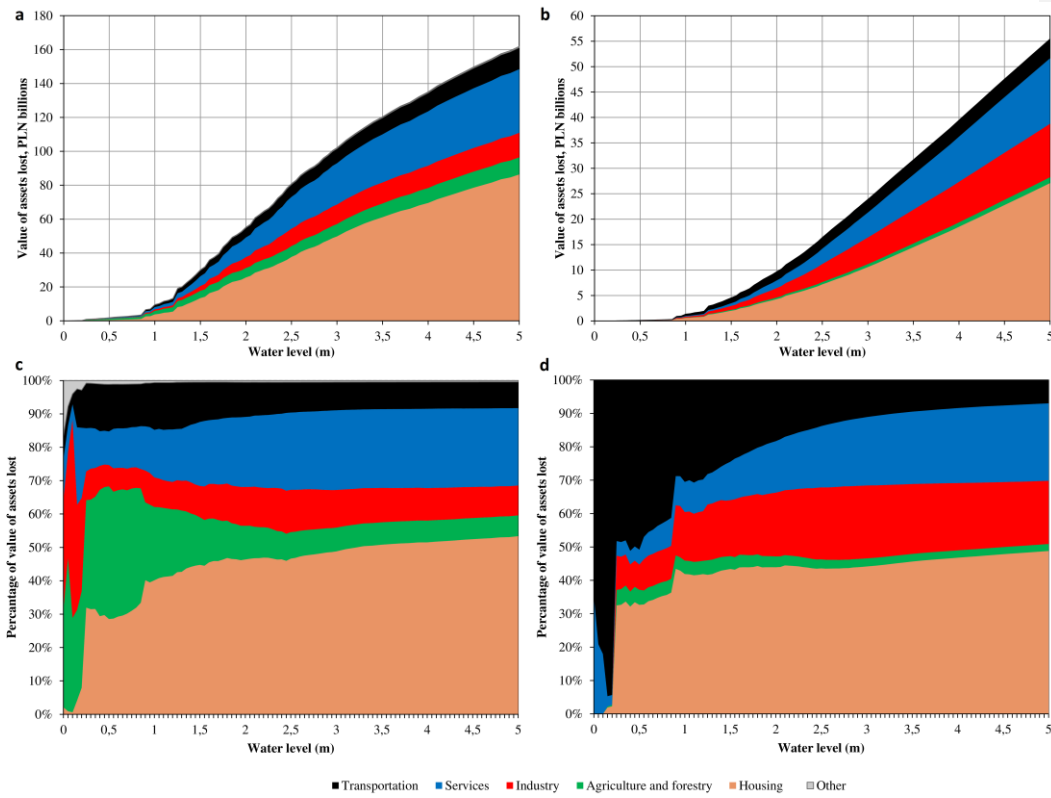 a
Value of assets lost, PLN billions
180
160
140
120
100
80
60
40
20
0
0 0,5 1 1,5 2 2,5 3 3,5 4 4,5 5
Water level (m)
b
Value of assets lost, PLN billions
60
55
50
45
40
35
30
25
20
15
10
5
0
0 0,5 1 1,5 2 2,5 3 3,5 4 4,5 5
Water level (m)
c
Percantage of value of assets lost
100%
90%
80%
70%
60%
50%
40%
30%
20%
10%
0%
0 0,5 1 1,5 2 2,5 3 3,5 4 4,5 5
Water level (m)
d
Percentage of value of assets lost
100%
90%
80%
70%
60%
50%
40%
30%
20%
10%
0%
0 0,5 1 1,5 2 2,5 3 3,5 4 4,5 5
Water level (m)
Transportation Services Industry Agriculture and forestry Housing Other